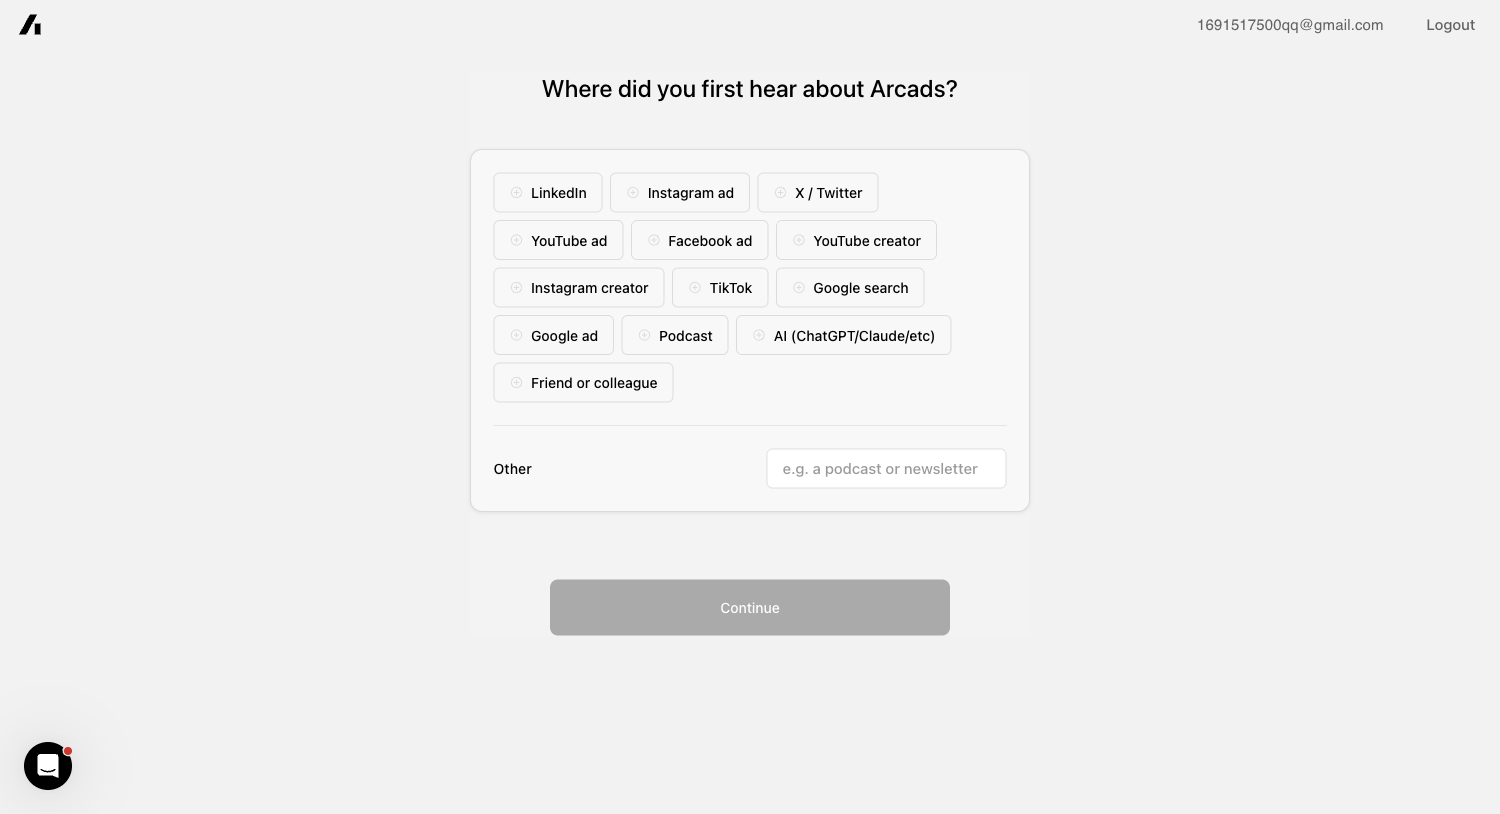 1691517500qq@gmail.com Logout
Where did you first hear about Arcads?
LinkedIn Instagram ad X / Twitter
YouTube ad Facebook ad YouTube creator
Instagram creator TikTok Google search
Google ad Podcast AI (ChatGPT/Claude/etc)
Friend or colleague
Other e.g. a podcast or newsletter
Continue